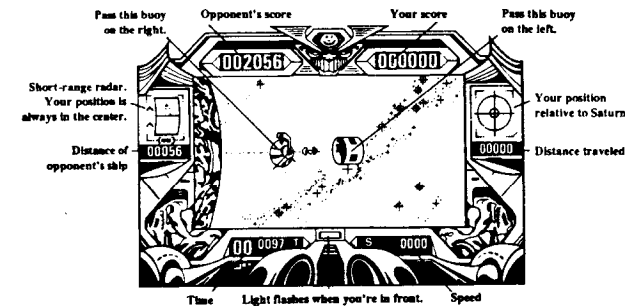 Pass this buoy
on the right.
Opponent's score
Your score
Pass this buoy
on the left.
002056
000000
Short-range radar.
Your position is
always in the center.
Your position
relative to Saturn
Distance of
opponent's ship
00056
00000
Distance traveled
00 0097 T
S 0000
Time
Light flashes when you're in front.
Speed